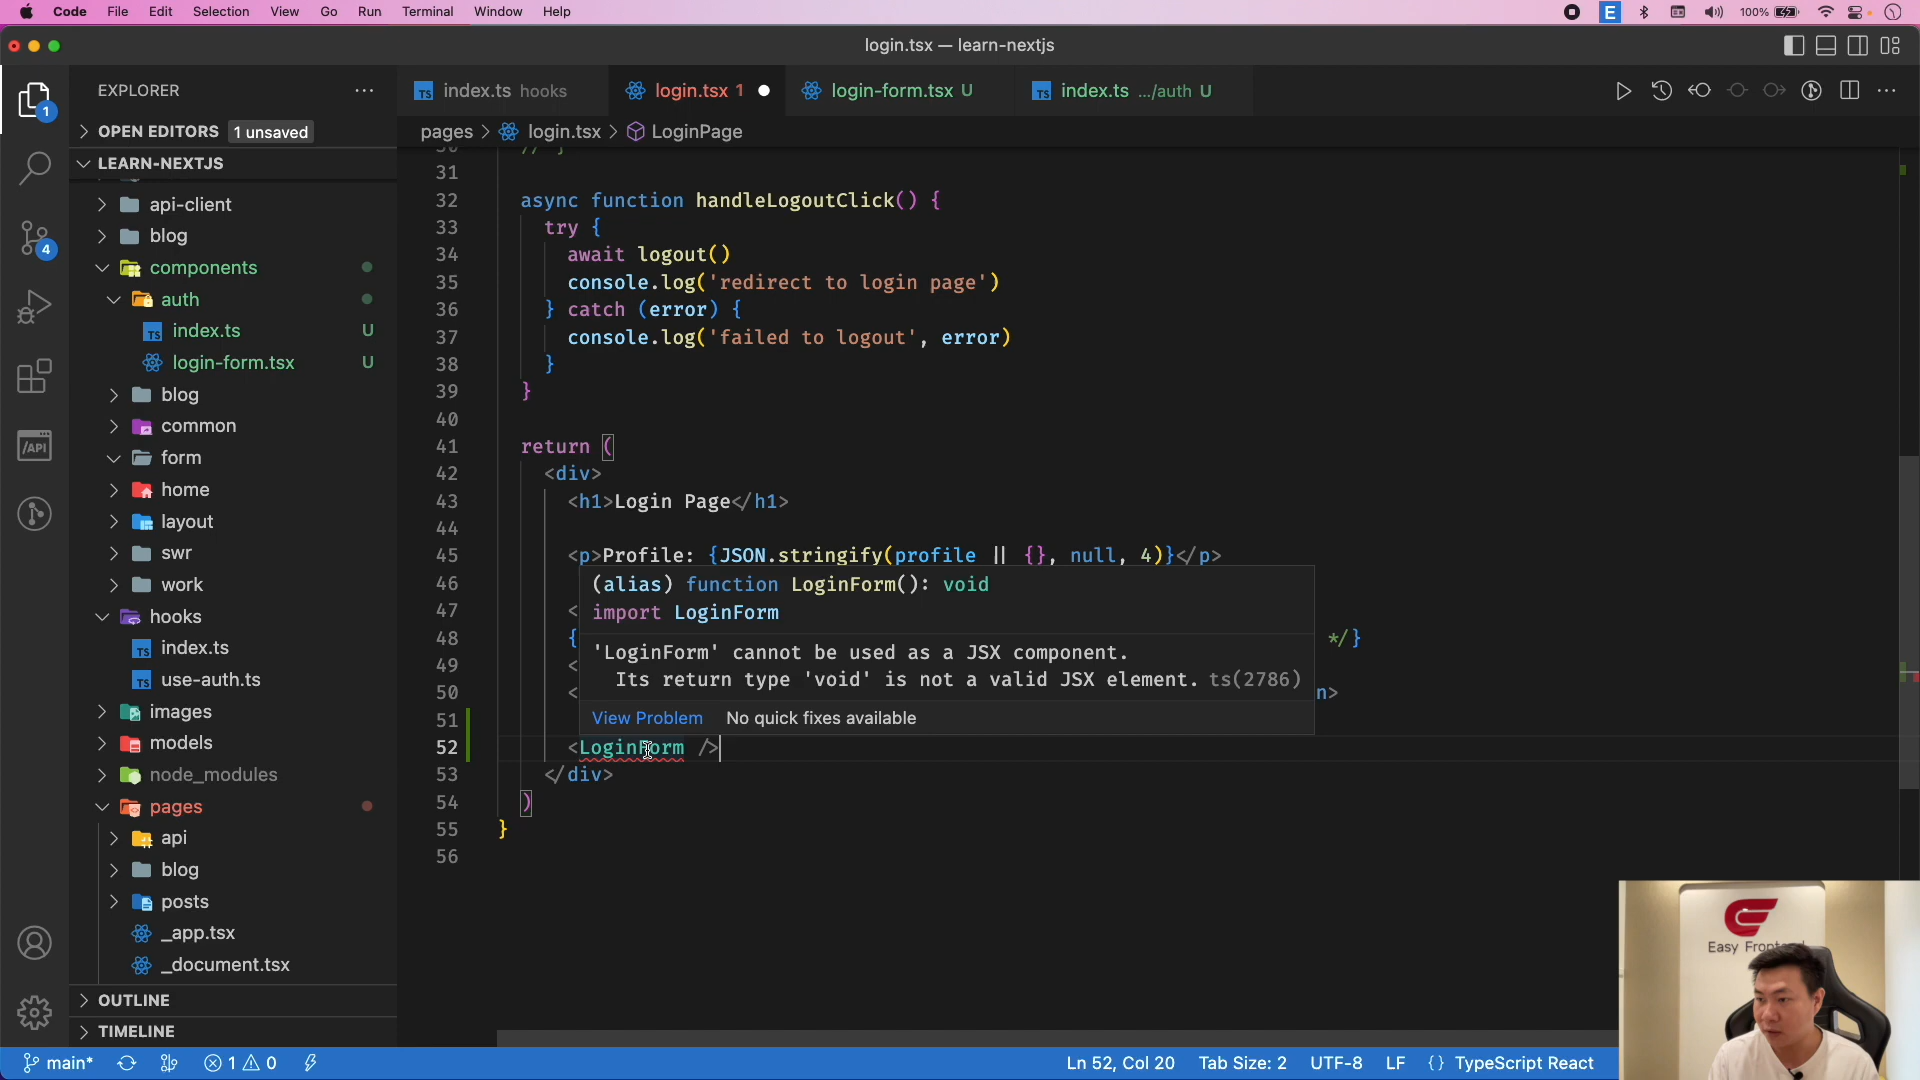 Code File Edit Selection View Go Run Terminal Window Help
E 100%
login.tsx — learn-nextjs
EXPLORER
index.ts hooks
login.tsx 1
login-form.tsx U
index.ts .../auth U
1
OPEN EDITORS 1 unsaved
pages > login.tsx > LoginPage
LEARN-NEXTJS
api-client
blog
components
auth
index.ts U
login-form.tsx U
blog
common
form
home
layout
swr
work
hooks
index.ts
use-auth.ts
images
models
node_modules
pages
api
blog
posts
_app.tsx
_document.tsx
OUTLINE
TIMELINE
4
/API
31
32 async function handleLogoutClick() {
33 try {
34 await logout()
35 console.log('redirect to login page')
36 } catch (error) {
37 console.log('failed to logout', error)
38 }
39 }
40
41 return (
42 <div>
43 <h1>Login Page</h1>
44
45 <p>Profile: {JSON.stringify(profile || {}, null, 4)}</p>
46
47 <
48 { */}
49 <
50 < n>
51
52 <LoginForm />
53 </div>
54 )
55 }
56
(alias) function LoginForm(): void
import LoginForm
'LoginForm' cannot be used as a JSX component.
Its return type 'void' is not a valid JSX element. ts(2786)
View Problem No quick fixes available
Easy Frontend
main* 1 0 Ln 52, Col 20 Tab Size: 2 UTF-8 LF {} TypeScript React